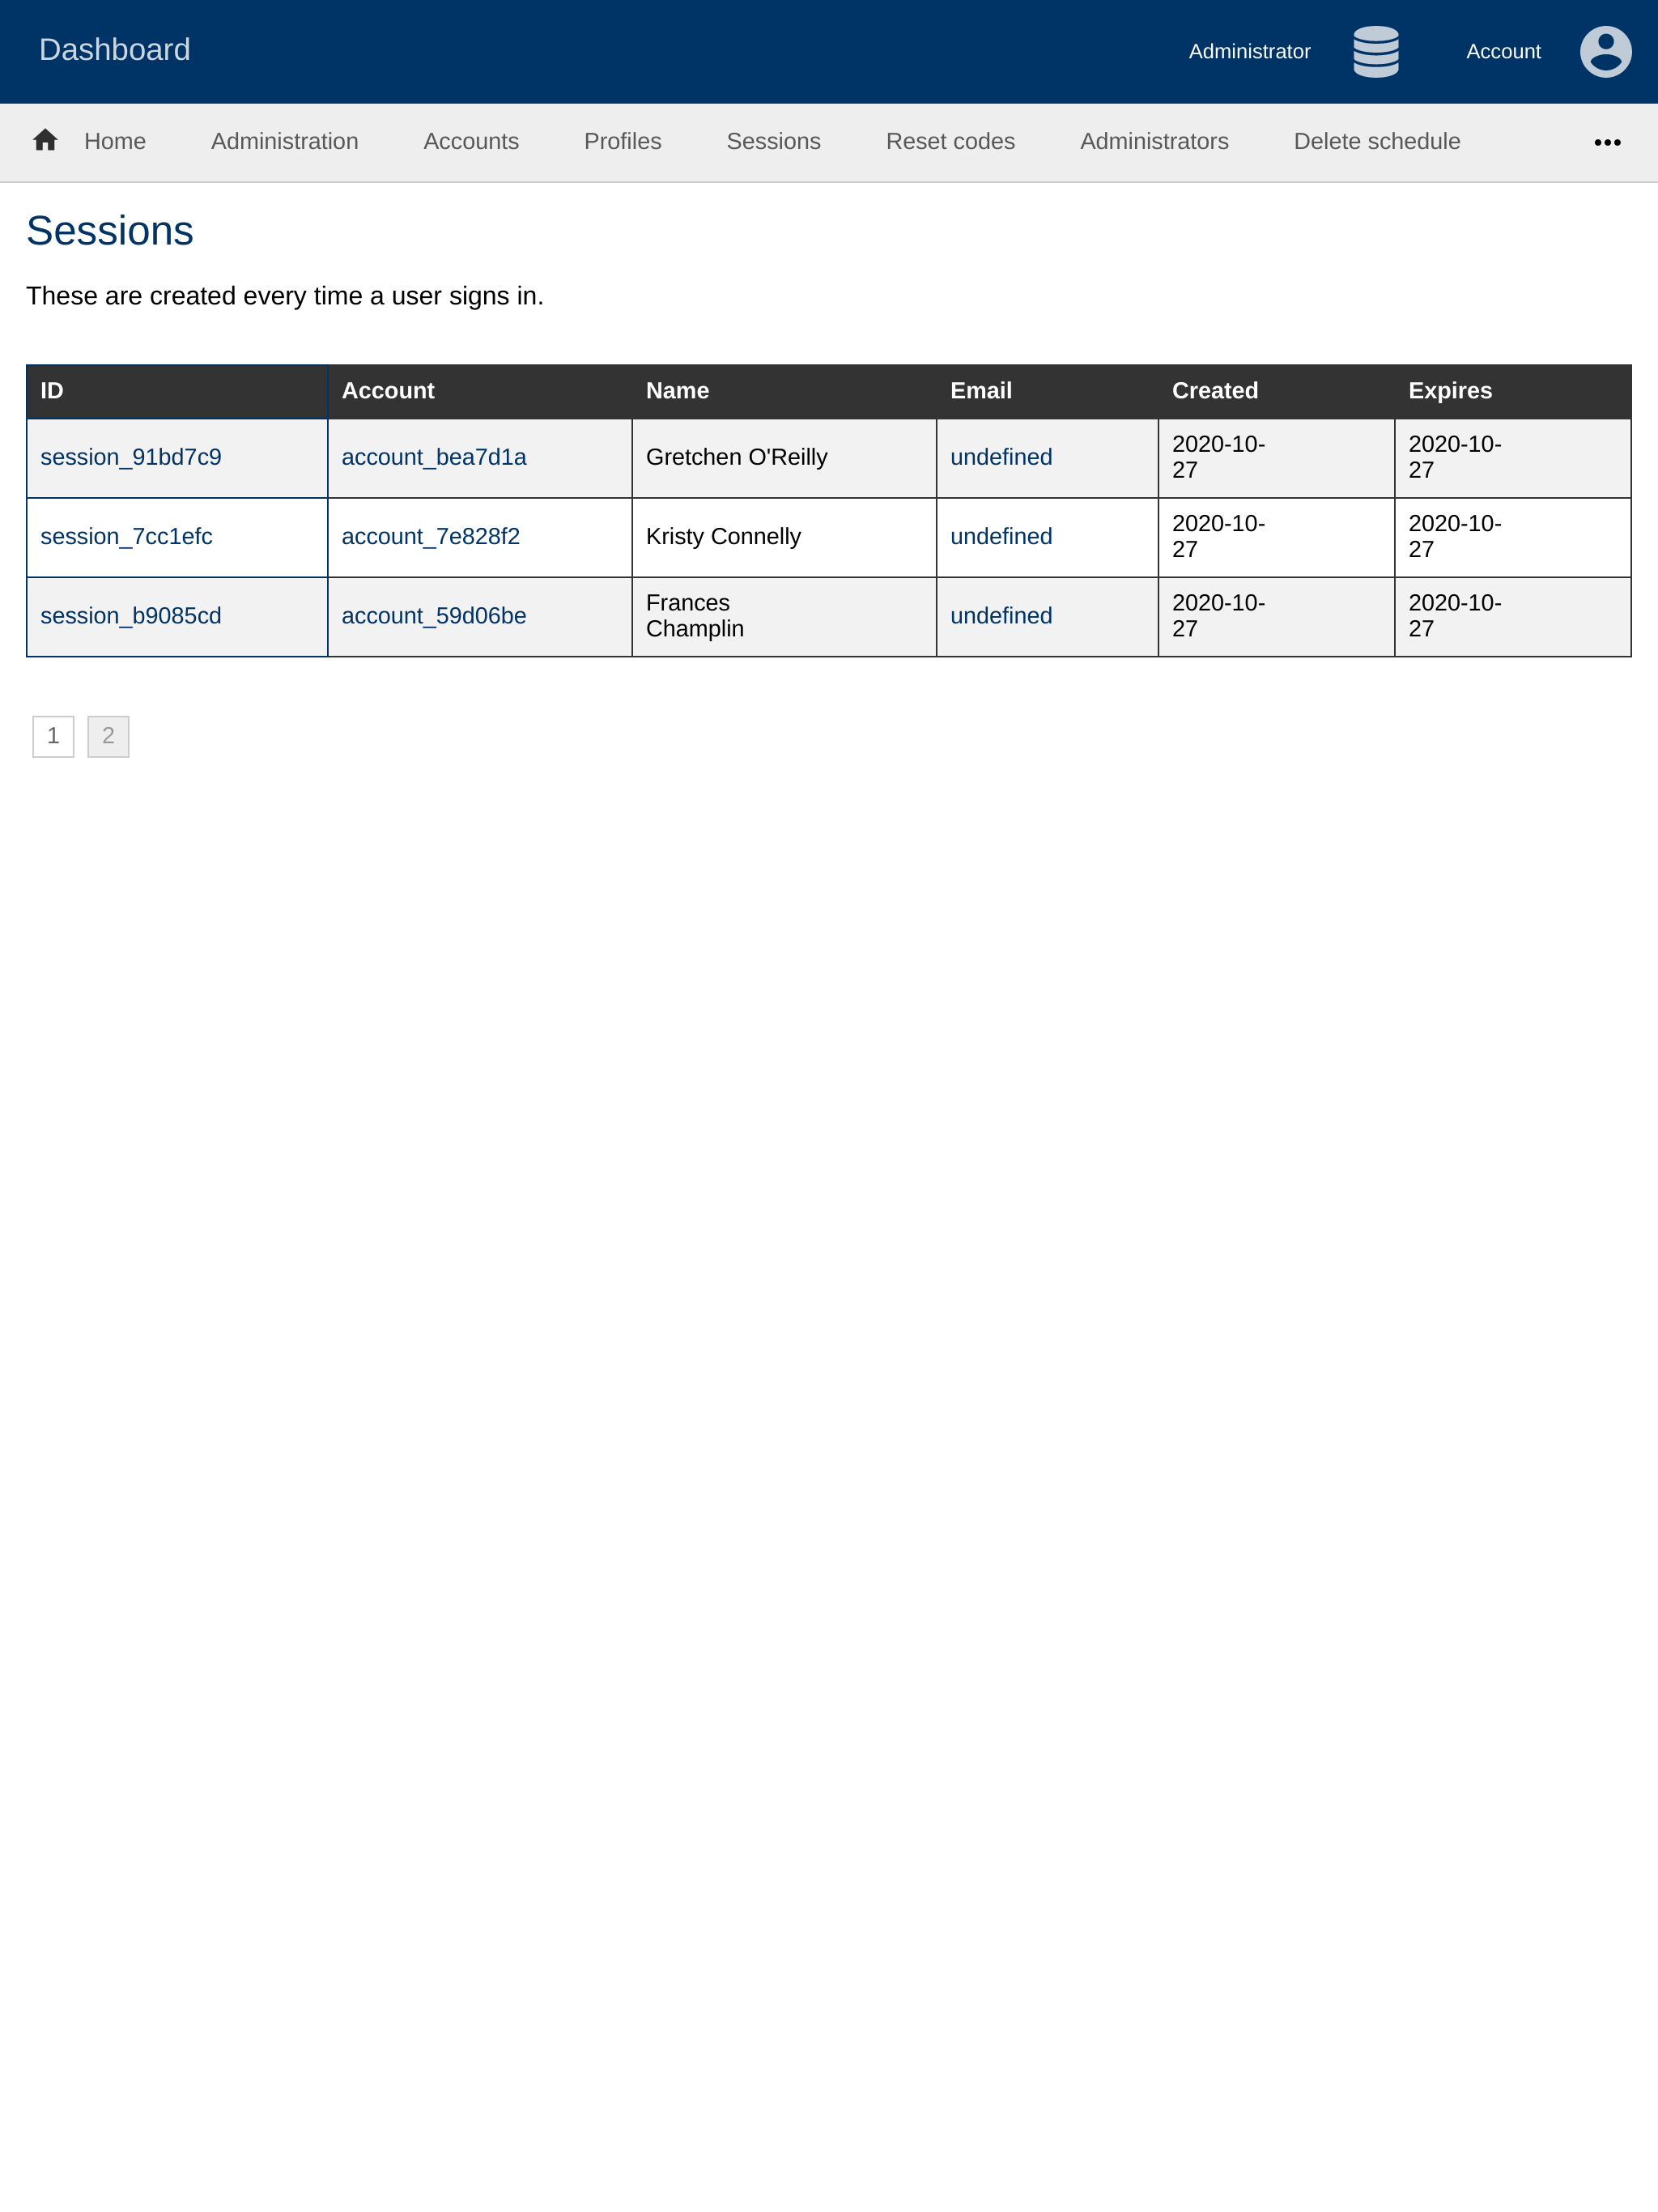 Dashboard
Administrator
Account
Home Administration Accounts Profiles Sessions Reset codes Administrators Delete schedule
Sessions
These are created every time a user signs in.
ID Account Name Email Created Expires
session_91bd7c9 account_bea7d1a Gretchen O'Reilly undefined 2020-10-
27 2020-10-
27
session_7cc1efc account_7e828f2 Kristy Connelly undefined 2020-10-
27 2020-10-
27
session_b9085cd account_59d06be Frances
Champlin undefined 2020-10-
27 2020-10-
27
1 2